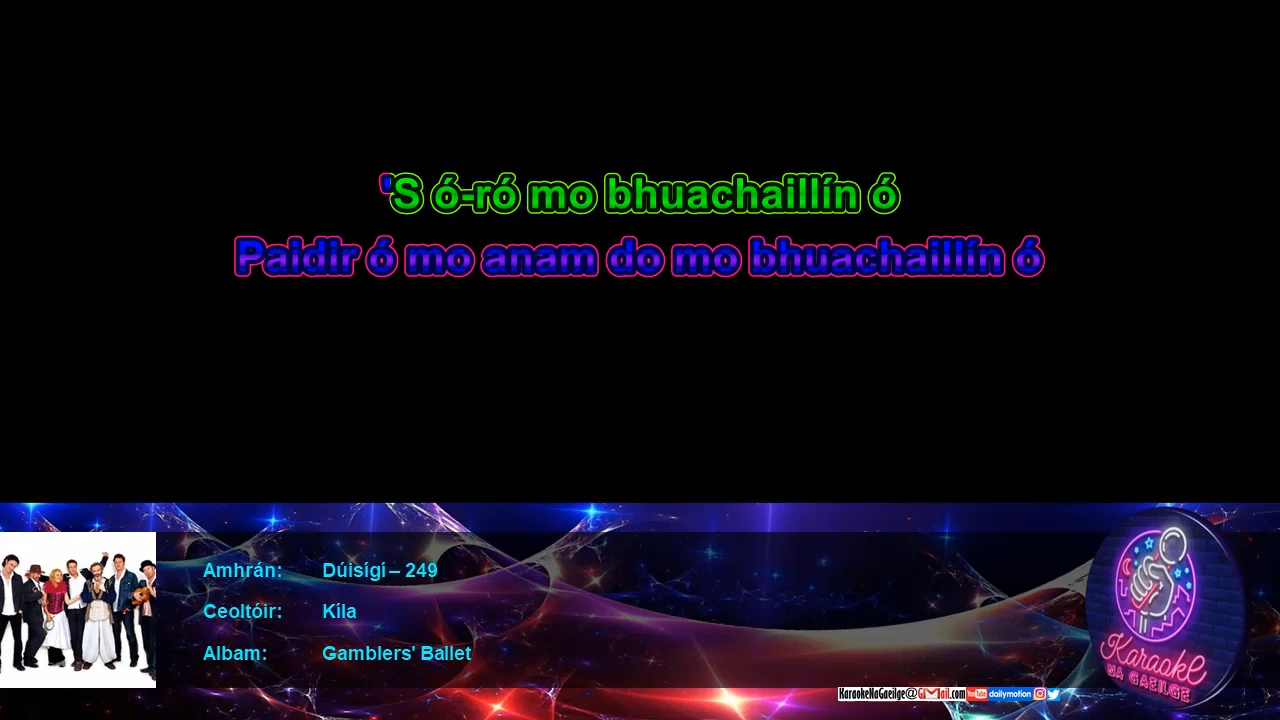 'S ó-ró mo bhuachaillín ó
Paidir ó mo anam do mo bhuachaillín ó
Amhrán: Dúisígí – 249
Ceoltóir: Kíla
Albam: Gamblers' Ballet
Karaoke
NA GAEILGE
KaraokeNaGaeilge@GMail.com YouTube dailymotion